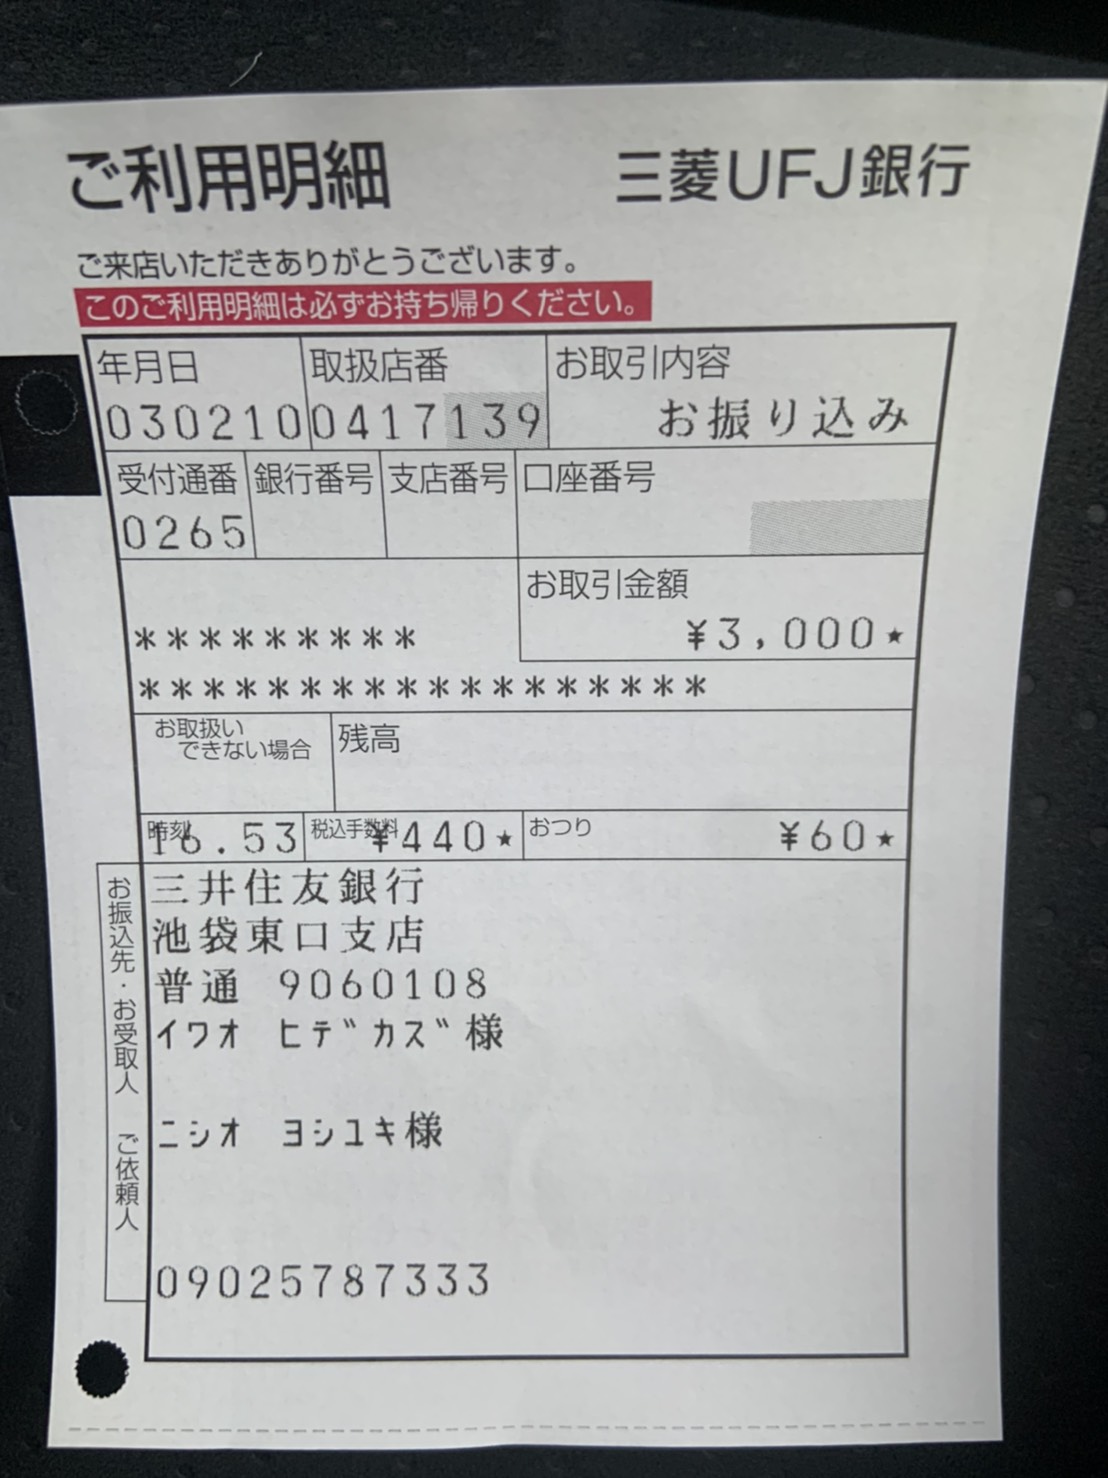 ご利用明細 三菱UFJ銀行
ご来店いただきありがとうございます。
このご利用明細は必ずお持ち帰りください。
年月日 取扱店番 お取引内容
030210 0417139 お振り込み
受付通番 銀行番号 支店番号 口座番号
0265
お取引金額
¥3,000★
*********
******************
お取扱い
できない場合
残高
時刻 税込手数料 おつり
16.53 ¥440★ ¥60★
お振込先・お受取人 ご依頼人
三井住友銀行
池袋東口支店
普通 9060108
イワオ ヒデ゛カズ゛様
ニシオ ヨシユキ様
09025787333